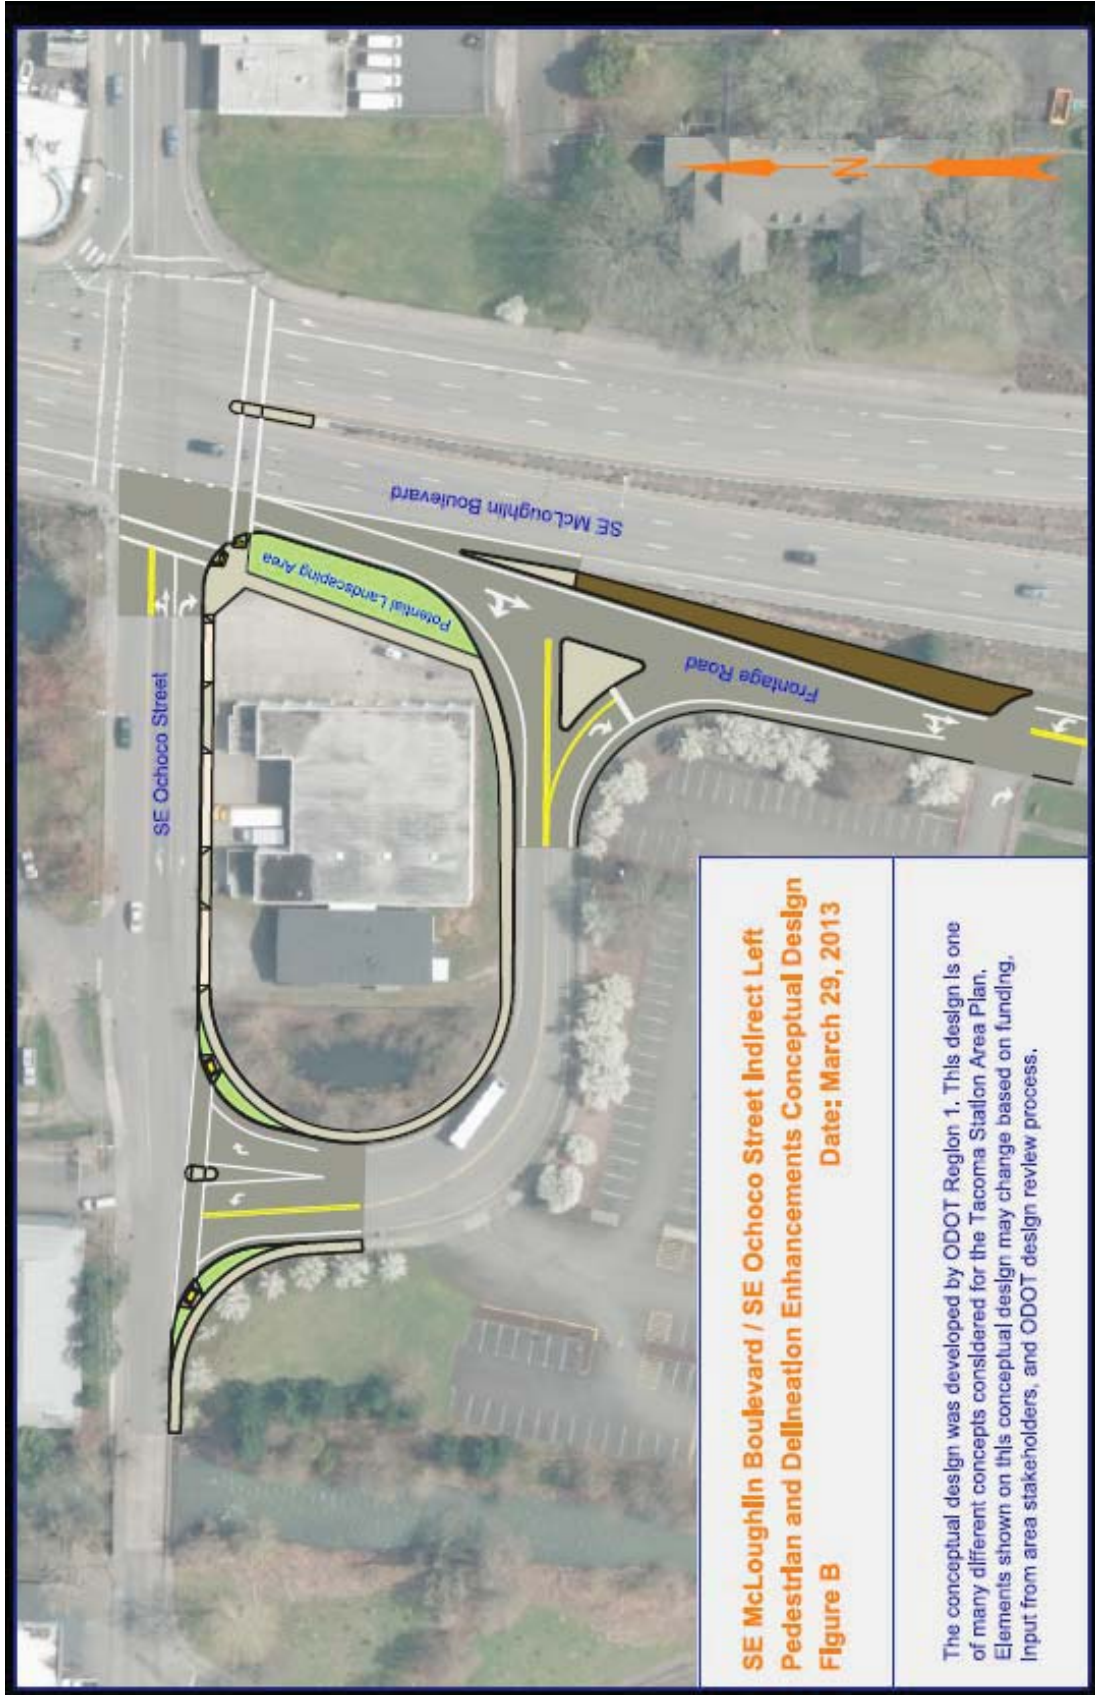 SE McLoughlin Boulevard / SE Ochoco Street Indirect Left
Pedestrian and Delineation Enhancements Conceptual Design
Figure B Date: March 29, 2013
The conceptual design was developed by ODOT Region 1. This design is one
of many different concepts considered for the Tacoma Station Area Plan.
Elements shown on this conceptual design may change based on funding,
input from area stakeholders, and ODOT design review process.
SE Ochoco Street
Potential Landscaping Area
SE McLoughlin Boulevard
Frontage Road
N